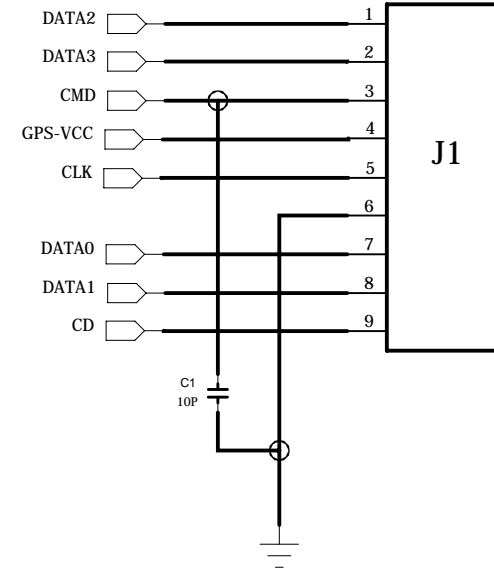 DATA2
1
DATA3
2
CMD
3
GPS-VCC
4
J1
CLK
5
6
DATA0
7
DATA1
8
CD
9
C1
10P